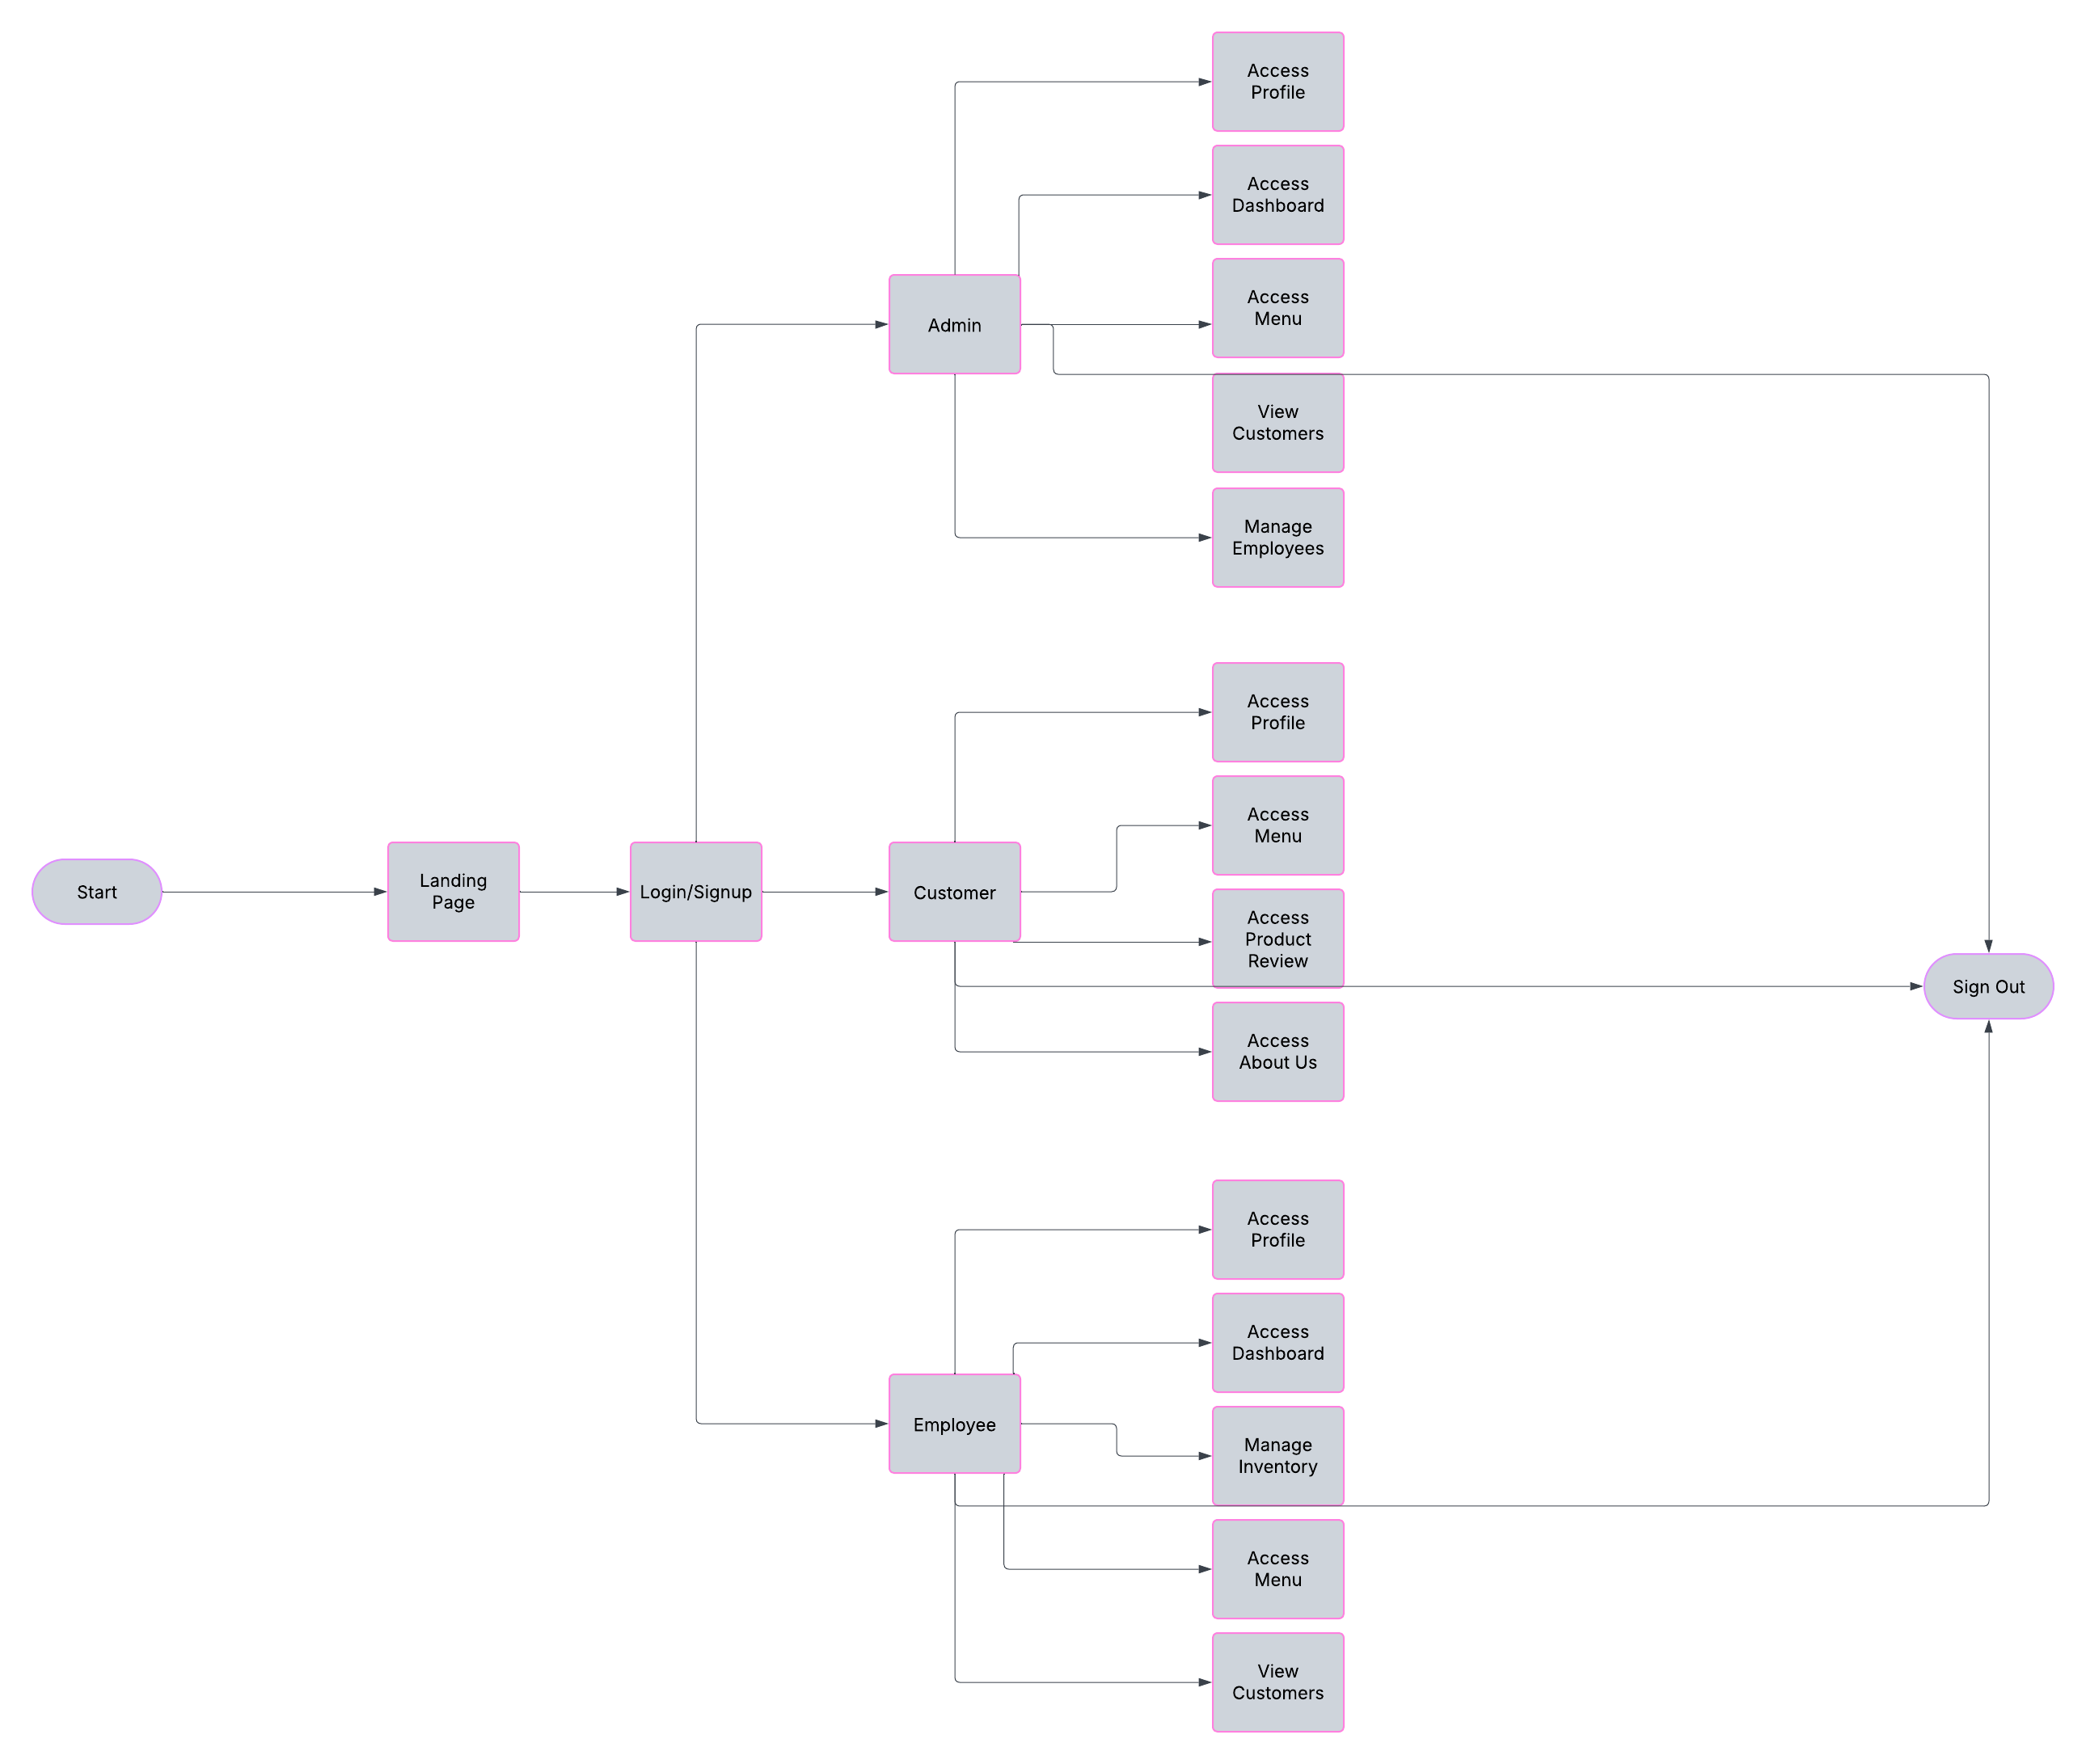 Access
Profile
Access
Dashboard
Access
Menu
Admin
View
Customers
Manage
Employees
Access
Profile
Access
Menu
Start
Landing
Page
Login/Signup
Customer
Access
Product
Review
Sign Out
Access
About Us
Access
Profile
Access
Dashboard
Employee
Manage
Inventory
Access
Menu
View
Customers